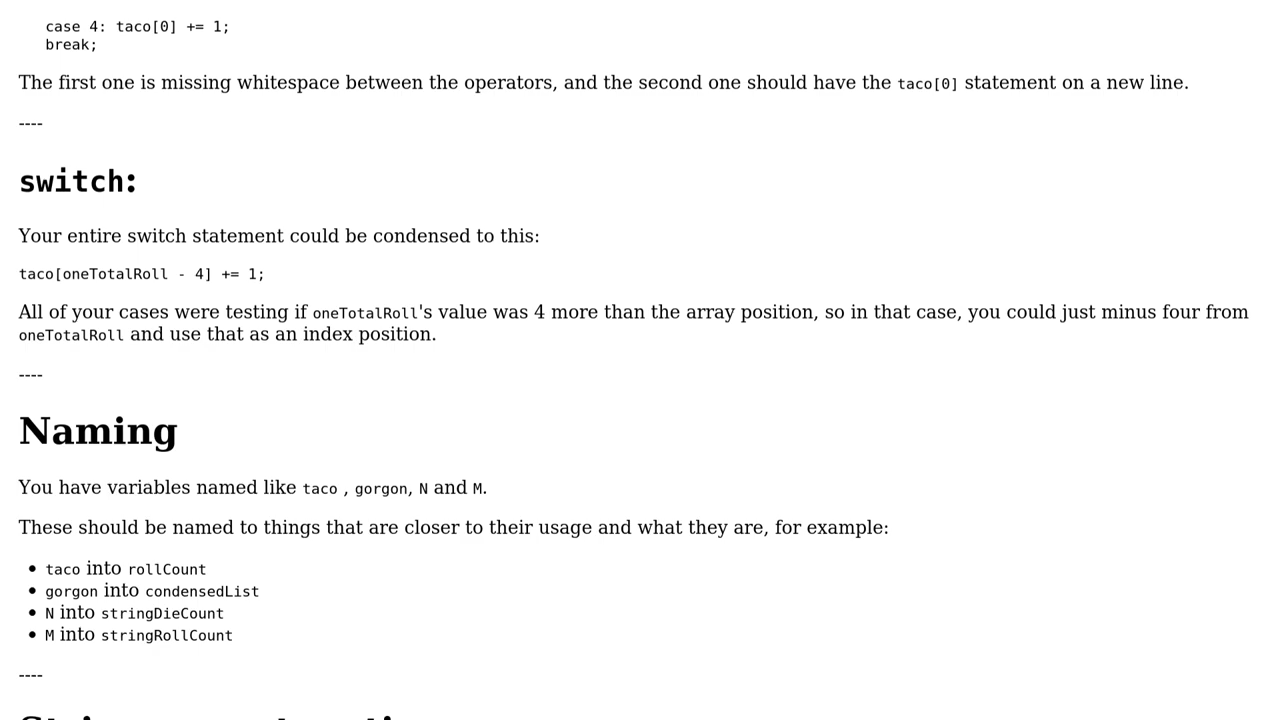 case 4: taco[0] += 1;
break;
The first one is missing whitespace between the operators, and the second one should have the taco[0] statement on a new line.
----
switch:
Your entire switch statement could be condensed to this:
taco[oneTotalRoll - 4] += 1;
All of your cases were testing if oneTotalRoll's value was 4 more than the array position, so in that case, you could just minus four from
oneTotalRoll and use that as an index position.
----
Naming
You have variables named like taco , gorgon, N and M.
These should be named to things that are closer to their usage and what they are, for example:
• taco into rollCount
• gorgon into condensedList
• N into stringDieCount
• M into stringRollCount
----